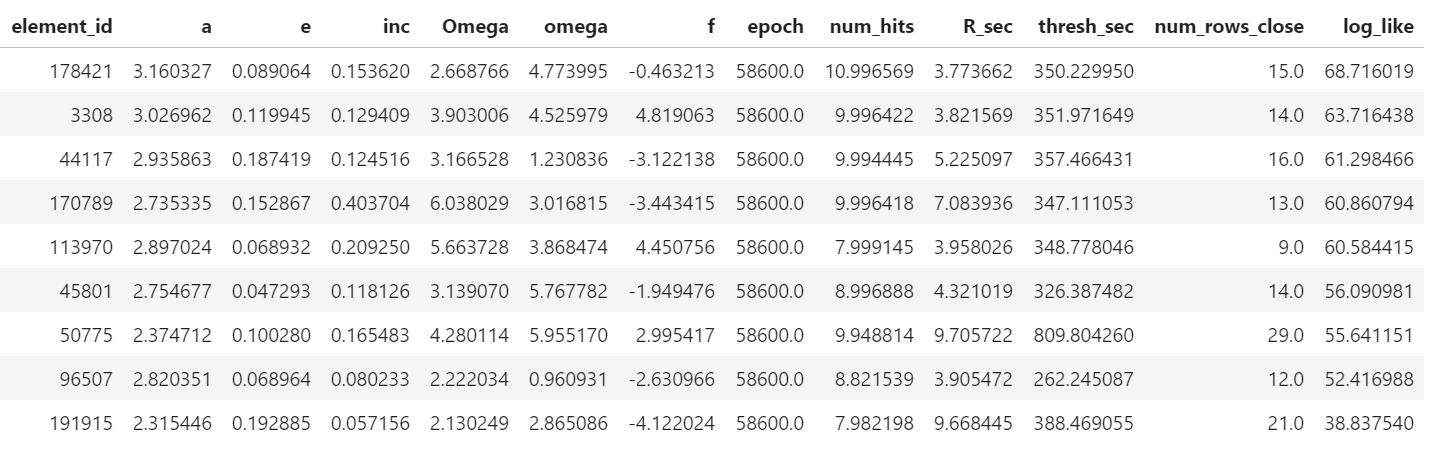 element_id a e inc Omega omega f epoch num_hits R_sec thresh_sec num_rows_close log_like
178421 3.160327 0.089064 0.153620 2.668766 4.773995 -0.463213 58600.0 10.996569 3.773662 350.229950 15.0 68.716019
3308 3.026962 0.119945 0.129409 3.903006 4.525979 4.819063 58600.0 9.996422 3.821569 351.971649 14.0 63.716438
44117 2.935863 0.187419 0.124516 3.166528 1.230836 -3.122138 58600.0 9.994445 5.225097 357.466431 16.0 61.298466
170789 2.735335 0.152867 0.403704 6.038029 3.016815 -3.443415 58600.0 9.996418 7.083936 347.111053 13.0 60.860794
113970 2.897024 0.068932 0.209250 5.663728 3.868474 4.450756 58600.0 7.999145 3.958026 348.778046 9.0 60.584415
45801 2.754677 0.047293 0.118126 3.139070 5.767782 -1.949476 58600.0 8.996888 4.321019 326.387482 14.0 56.090981
50775 2.374712 0.100280 0.165483 4.280114 5.955170 2.995417 58600.0 9.948814 9.705722 809.804260 29.0 55.641151
96507 2.820351 0.068964 0.080233 2.222034 0.960931 -2.630966 58600.0 8.821539 3.905472 262.245087 12.0 52.416988
191915 2.315446 0.192885 0.057156 2.130249 2.865086 -4.122024 58600.0 7.982198 9.668445 388.469055 21.0 38.837540